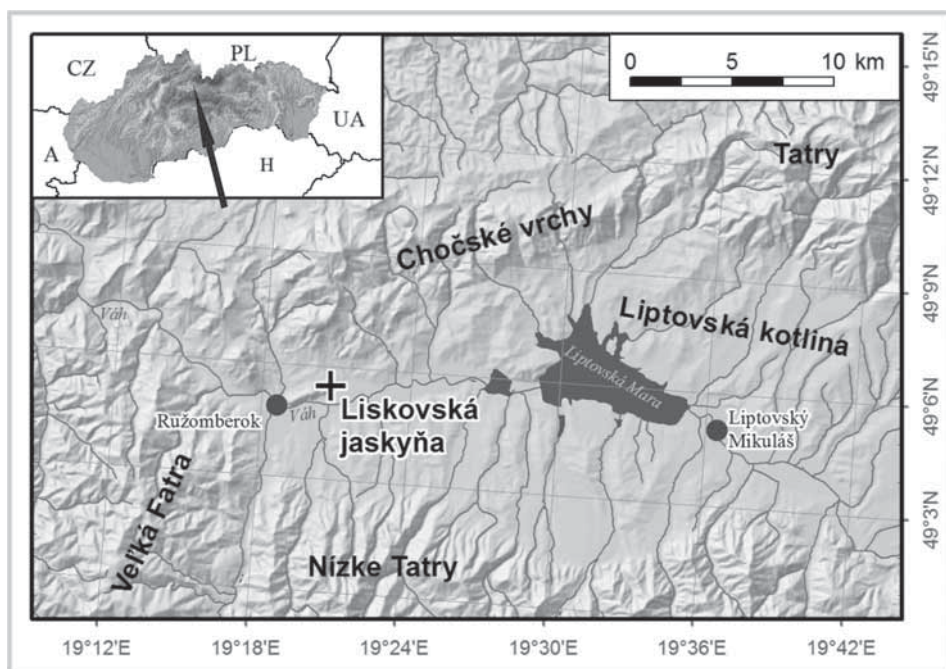 CZ
PL
UA
A
H
0 5 10 km
Tatry
Chočské vrchy
Liptovská kotlina
Váh
Liptovská Mara
Ružomberok
Váh
Liskovská
jaskyňa
Liptovský
Mikuláš
Veľká Fatra
Nízke Tatry
49°15'N
49°12'N
49°9'N
49°6'N
49°3'N
19°12'E
19°20'E
19°24'E
19°30'E
19°36'E
19°42'E